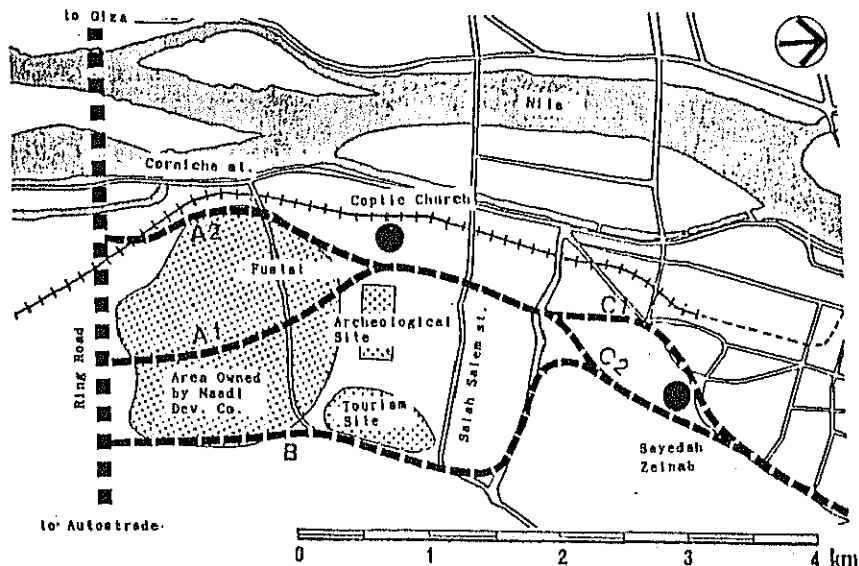 to Giza
Nile
Corniche st.
Coptic Church
A2
Fustat
C1
A1
Archeological
Site
Salah Salem st.
C2
Ring Road
Area Owned
by Maadi
Dev. Co.
Tourism
Site
B
Sayedah
Zeinab
to Autostrade
0 1 2 3 4 km